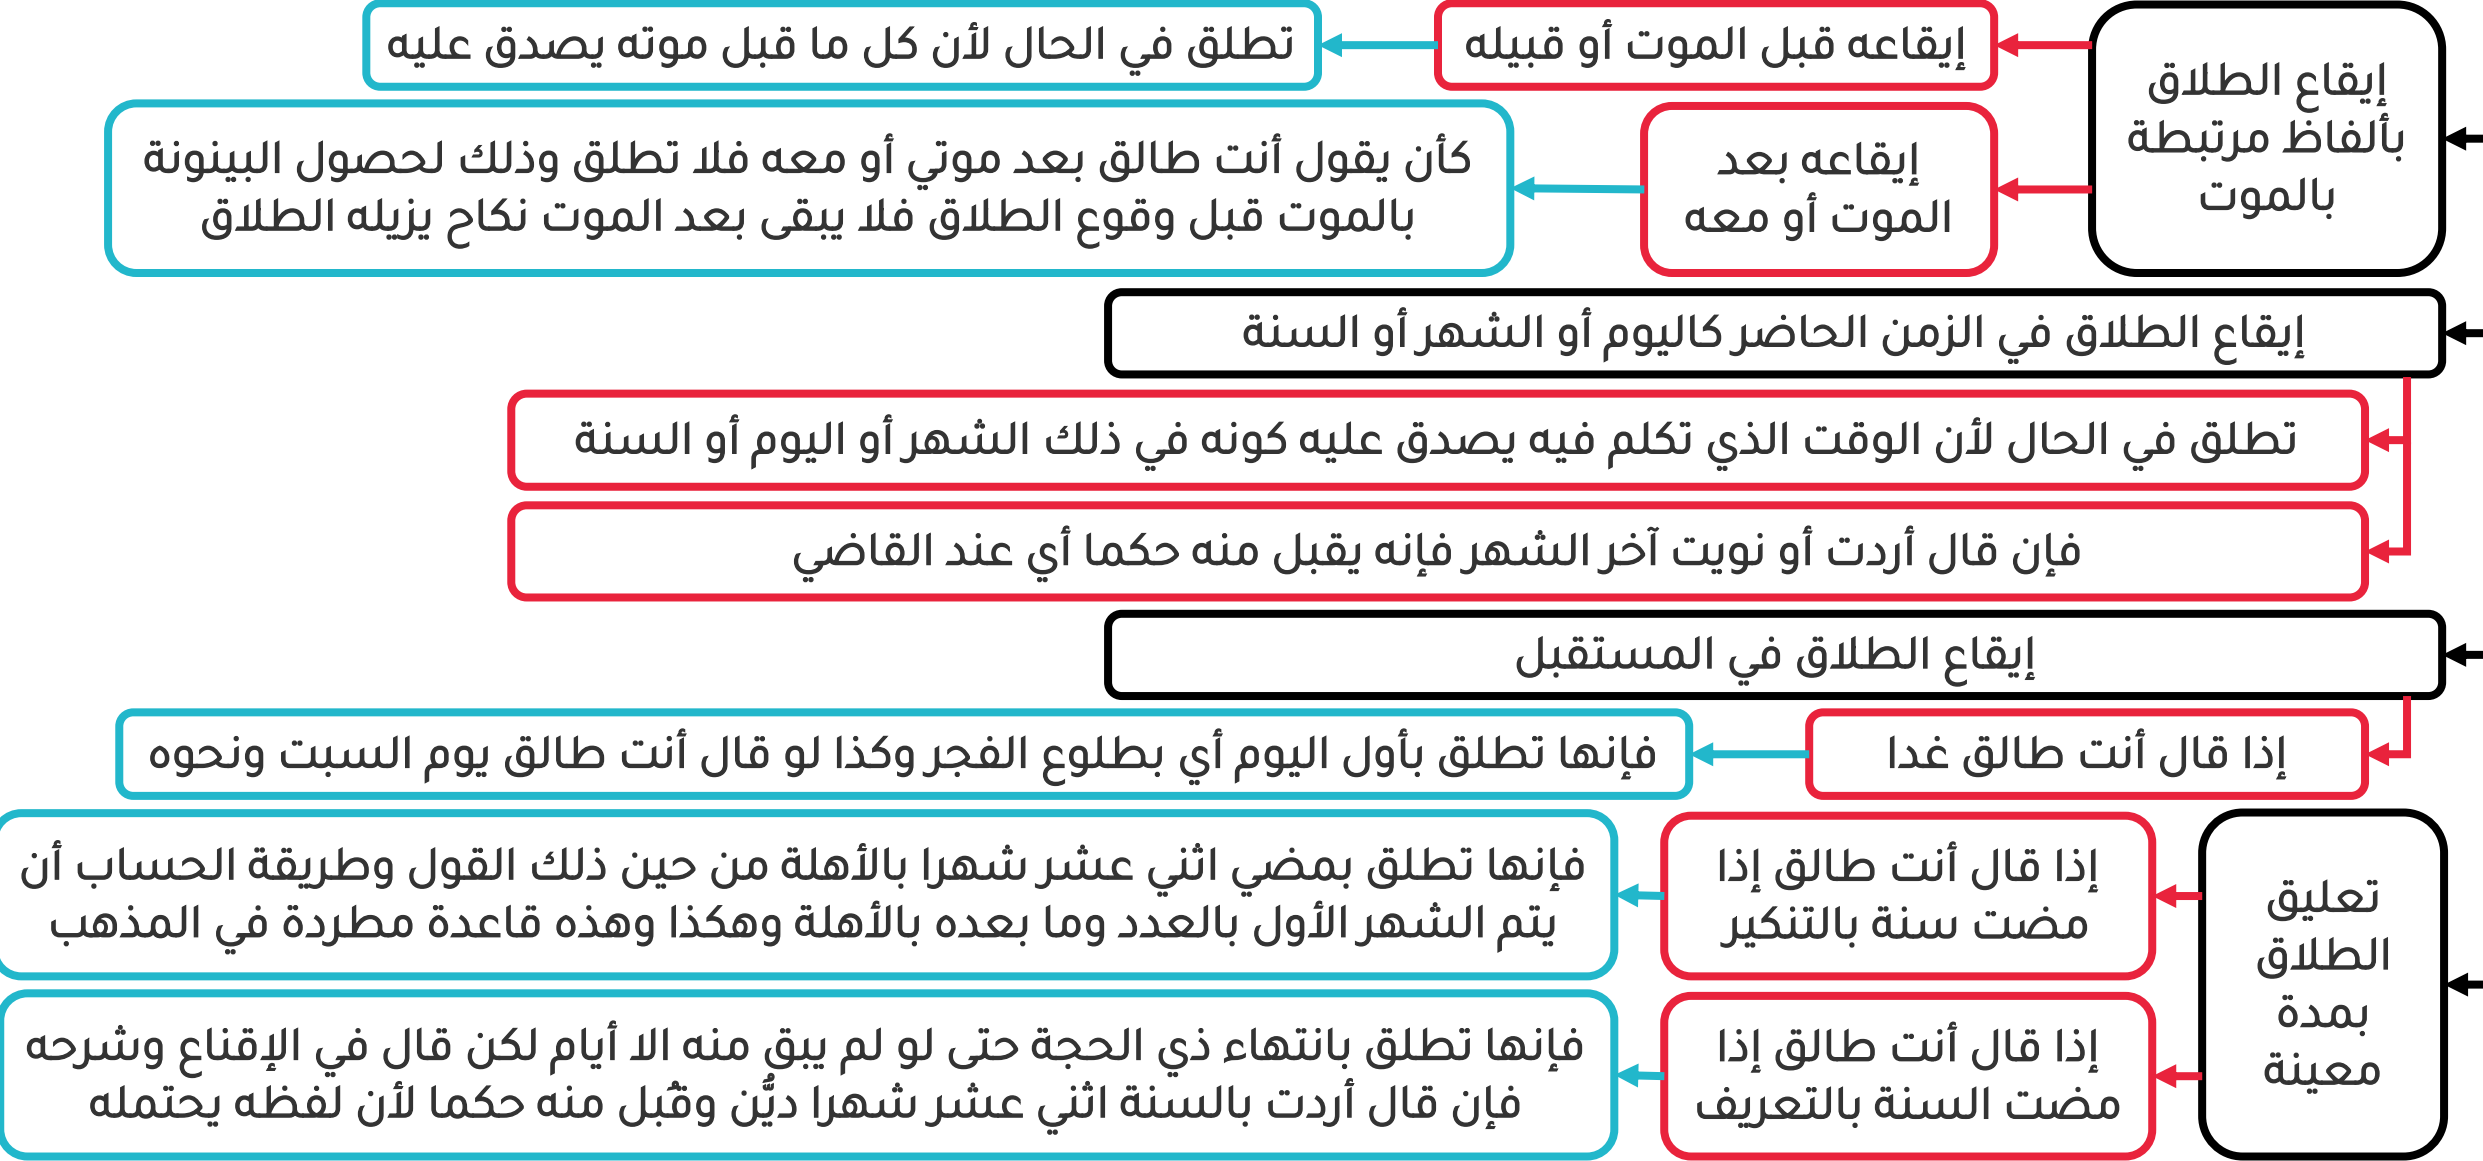 إيقاع الطلاق
بألفاظ مرتبطة
بالموت
إيقاعه قبل الموت أو قبيله
تطلق في الحال لأن كل ما قبل موته يصدق عليه
إيقاعه بعد
الموت أو معه
كأن يقول أنت طالق بعد موتي أو معه فلا تطلق وذلك لحصول البينونة
بالموت قبل وقوع الطلاق فلا يبقى بعد الموت نكاح يزيله الطلاق
إيقاع الطلاق في الزمن الحاضر كاليوم أو الشهر أو السنة
تطلق في الحال لأن الوقت الذي تكلم فيه يصدق عليه كونه في ذلك الشهر أو اليوم أو السنة
فإن قال أردت أو نويت آخر الشهر فإنه يقبل منه حكما أي عند القاضي
إيقاع الطلاق في المستقبل
إذا قال أنت طالق غدا
فإنها تطلق بأول اليوم أي بطلوع الفجر وكذا لو قال أنت طالق يوم السبت ونحوه
تعليق
الطلاق
بمدة
معينة
إذا قال أنت طالق إذا
مضت سنة بالتنكير
فإنها تطلق بمضي اثني عشر شهرا بالأهلة من حين ذلك القول وطريقة الحساب أن
يتم الشهر الأول بالعدد وما بعده بالأهلة وهكذا وهذه قاعدة مطردة في المذهب
إذا قال أنت طالق إذا
مضت السنة بالتعريف
فإنها تطلق بانتهاء ذي الحجة حتى لو لم يبق منه الا أيام لكن قال في الإقناع وشرحه
فإن قال أردت بالسنة اثني عشر شهرا ديُّن وقُبل منه حكما لأن لفظه يحتمله